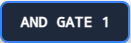 AND GATE 1